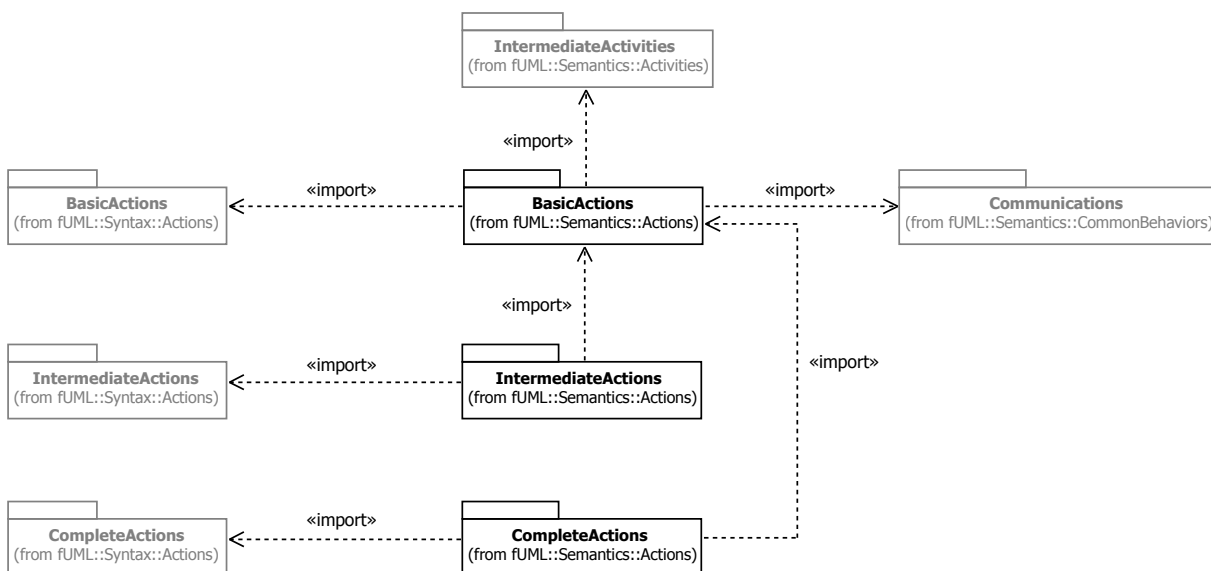 IntermediateActivities
(from fUML::Semantics::Activities)
«import»
BasicActions
(from fUML::Syntax::Actions)
«import»
BasicActions
(from fUML::Semantics::Actions)
«import»
Communications
(from fUML::Semantics::CommonBehaviors)
«import»
IntermediateActions
(from fUML::Syntax::Actions)
«import»
IntermediateActions
(from fUML::Semantics::Actions)
«import»
CompleteActions
(from fUML::Syntax::Actions)
«import»
CompleteActions
(from fUML::Semantics::Actions)